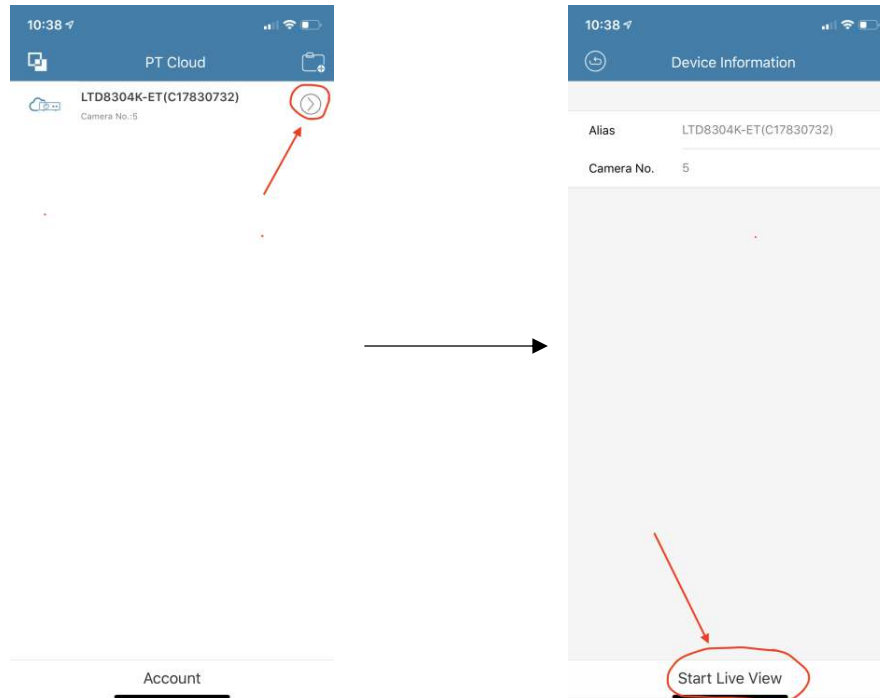 10:38
PT Cloud
LTD8304K-ET(C17830732)
Camera No.:5
Account
10:38
Device Information
Alias LTD8304K-ET(C17830732)
Camera No. 5
Start Live View